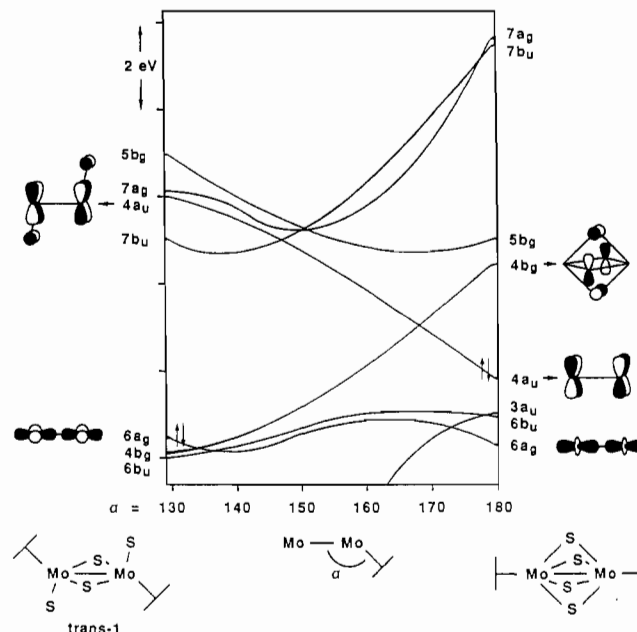 2 eV
5bg
7ag
4au
7bu
6ag
4bg
6bu
7ag
7bu
5bg
4bg
4au
3au
6bu
6ag
α = 130 140 150 160 170 180
S
Mo S Mo
S
S
trans-1
Mo — Mo
α
S
Mo S Mo
S
S